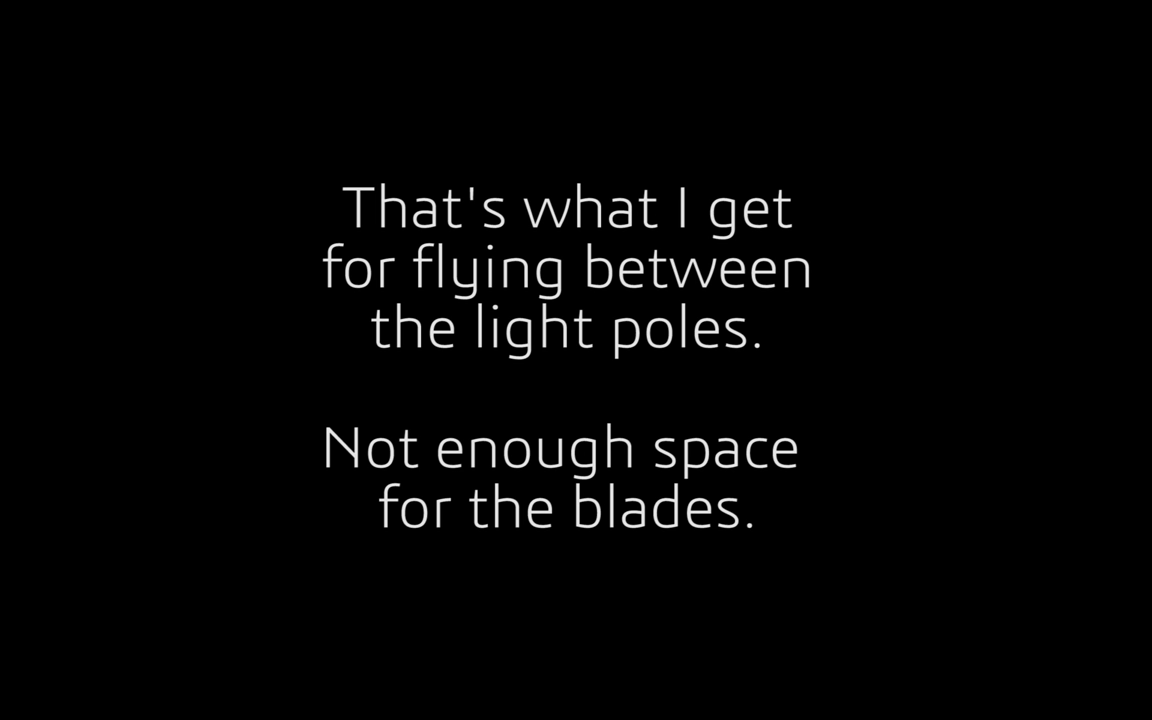 That's what I get
for flying between
the light poles.
Not enough space
for the blades.